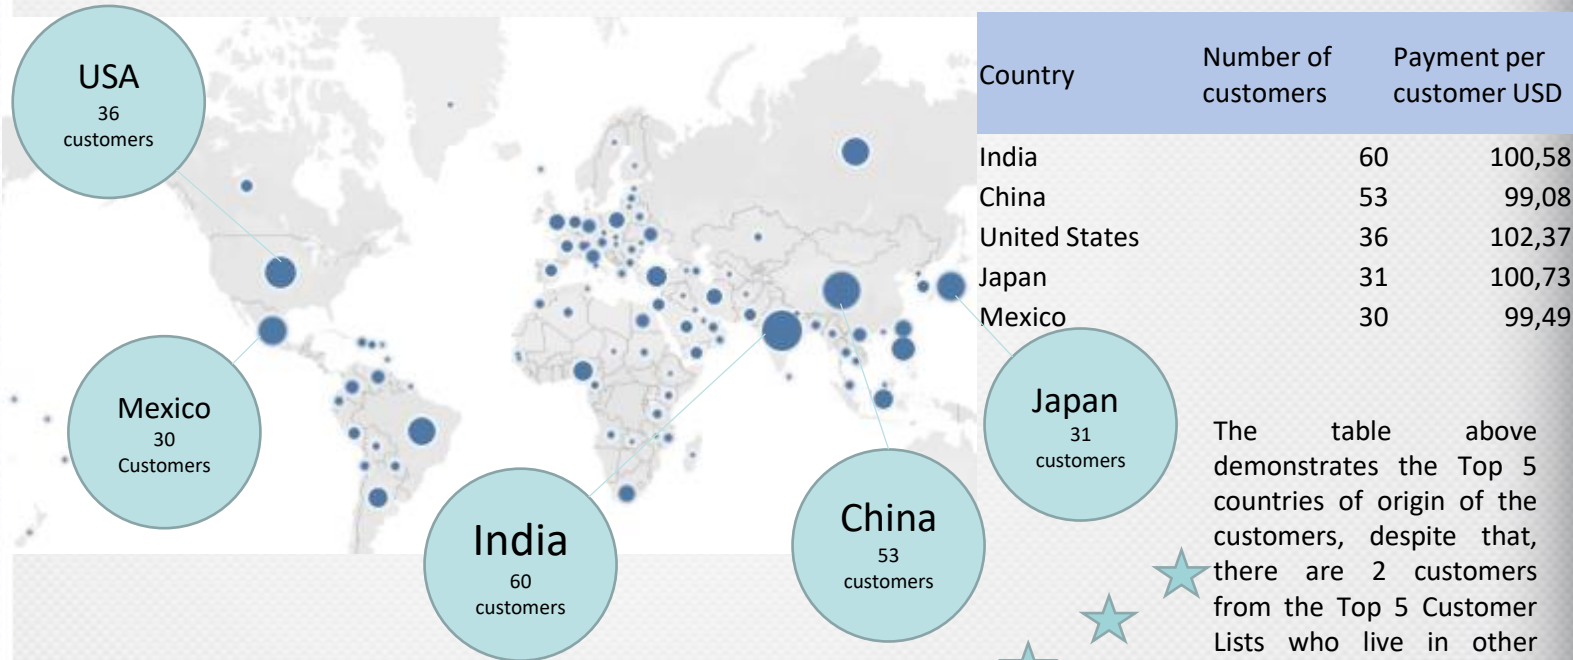 USA
36
customers
Mexico
30
Customers
India
60
customers
China
53
customers
Japan
31
customers
Country Number of customers Payment per customer USD
India 60 100,58
China 53 99,08
United States 36 102,37
Japan 31 100,73
Mexico 30 99,49
The table above
demonstrates the Top 5
countries of origin of the
customers, despite that,
there are 2 customers
from the Top 5 Customer
Lists who live in other